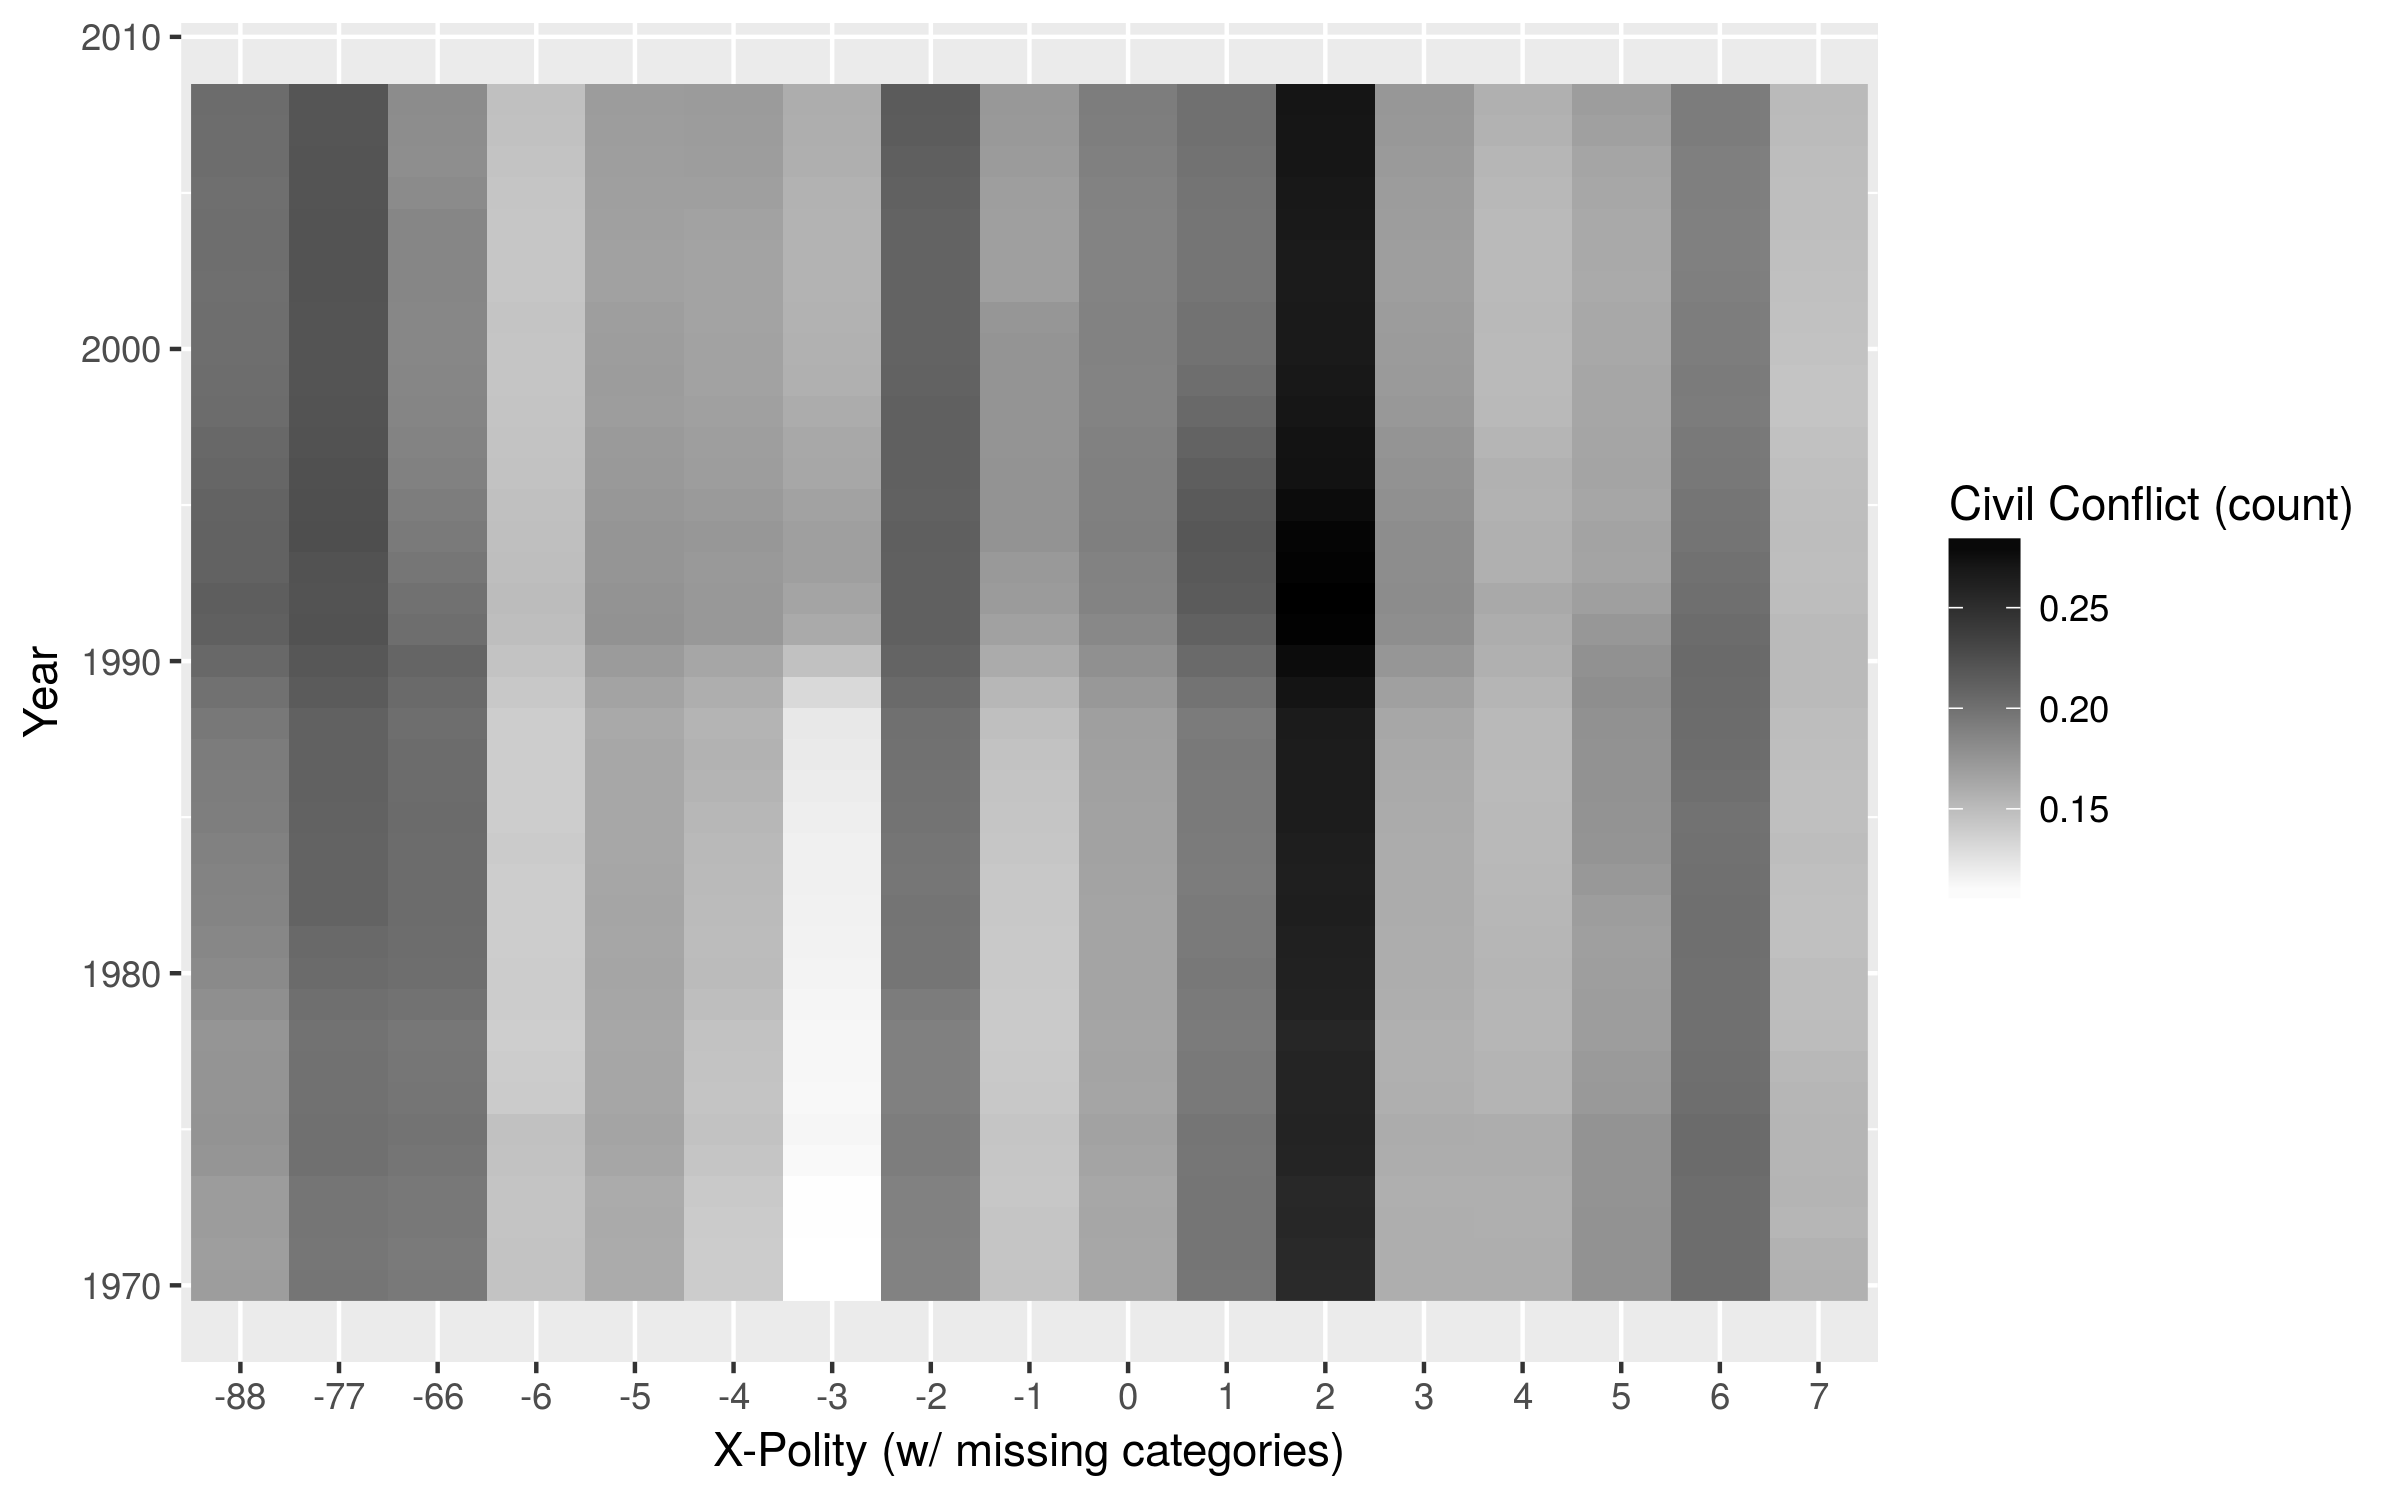 2010
2000
1990
1980
1970
Year
-88 -77 -66 -6 -5 -4 -3 -2 -1 0 1 2 3 4 5 6 7
X-Polity (w/ missing categories)
Civil Conflict (count)
0.25
0.20
0.15